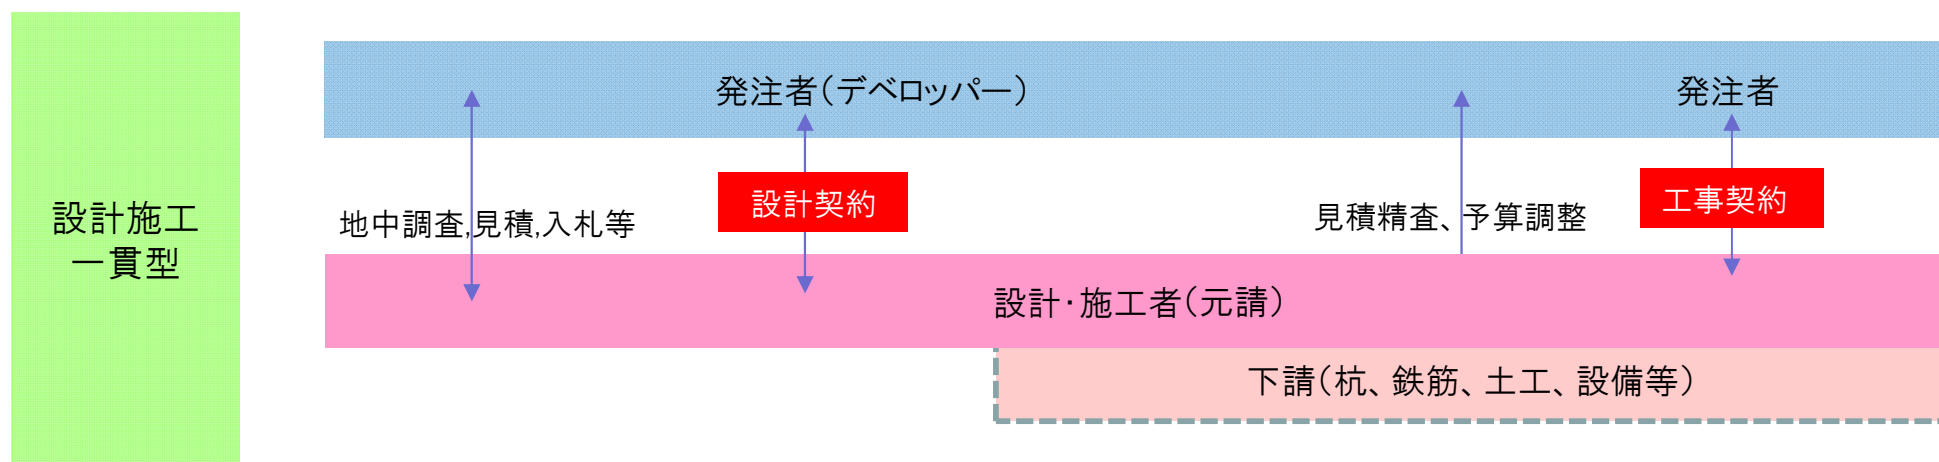 設計施工
一貫型
発注者（デベロッパー）
発注者
地中調査,見積,入札等
設計契約
見積精査、予算調整
工事契約
設計・施工者（元請）
下請（杭、鉄筋、土工、設備等）